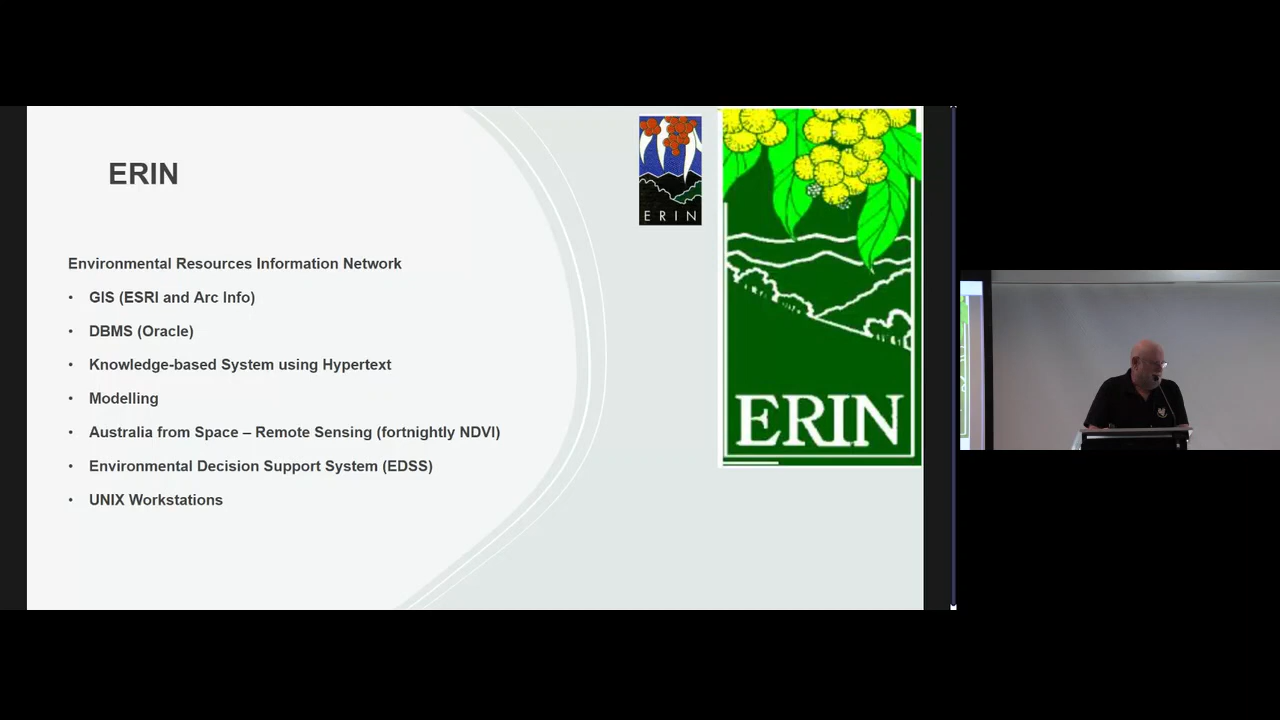 ERIN
Environmental Resources Information Network
• GIS (ESRI and Arc Info)
• DBMS (Oracle)
• Knowledge-based System using Hypertext
• Modelling
• Australia from Space – Remote Sensing (fortnightly NDVI)
• Environmental Decision Support System (EDSS)
• UNIX Workstations
ERIN
ERIN